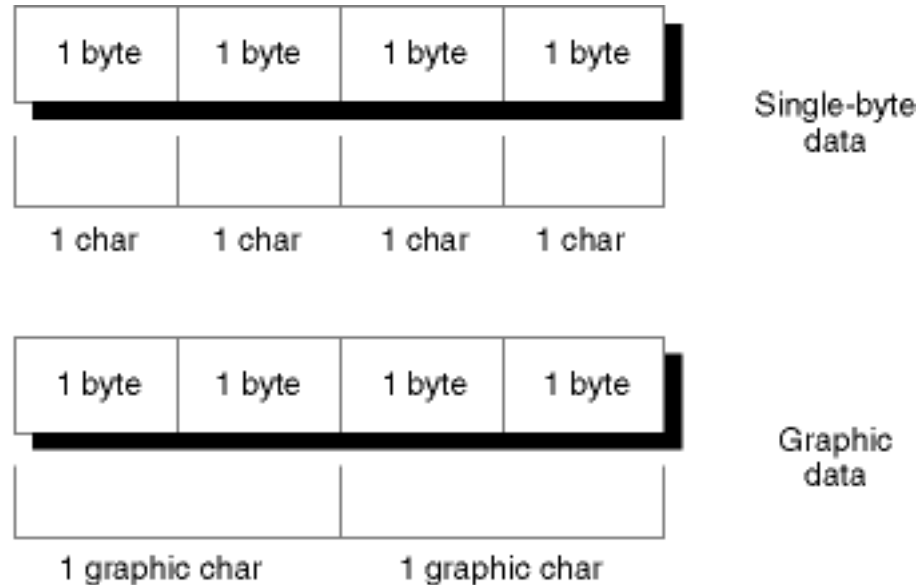 1 byte 1 byte 1 byte 1 byte
Single-byte
data
1 char 1 char 1 char 1 char
1 byte 1 byte 1 byte 1 byte
Graphic
data
1 graphic char 1 graphic char